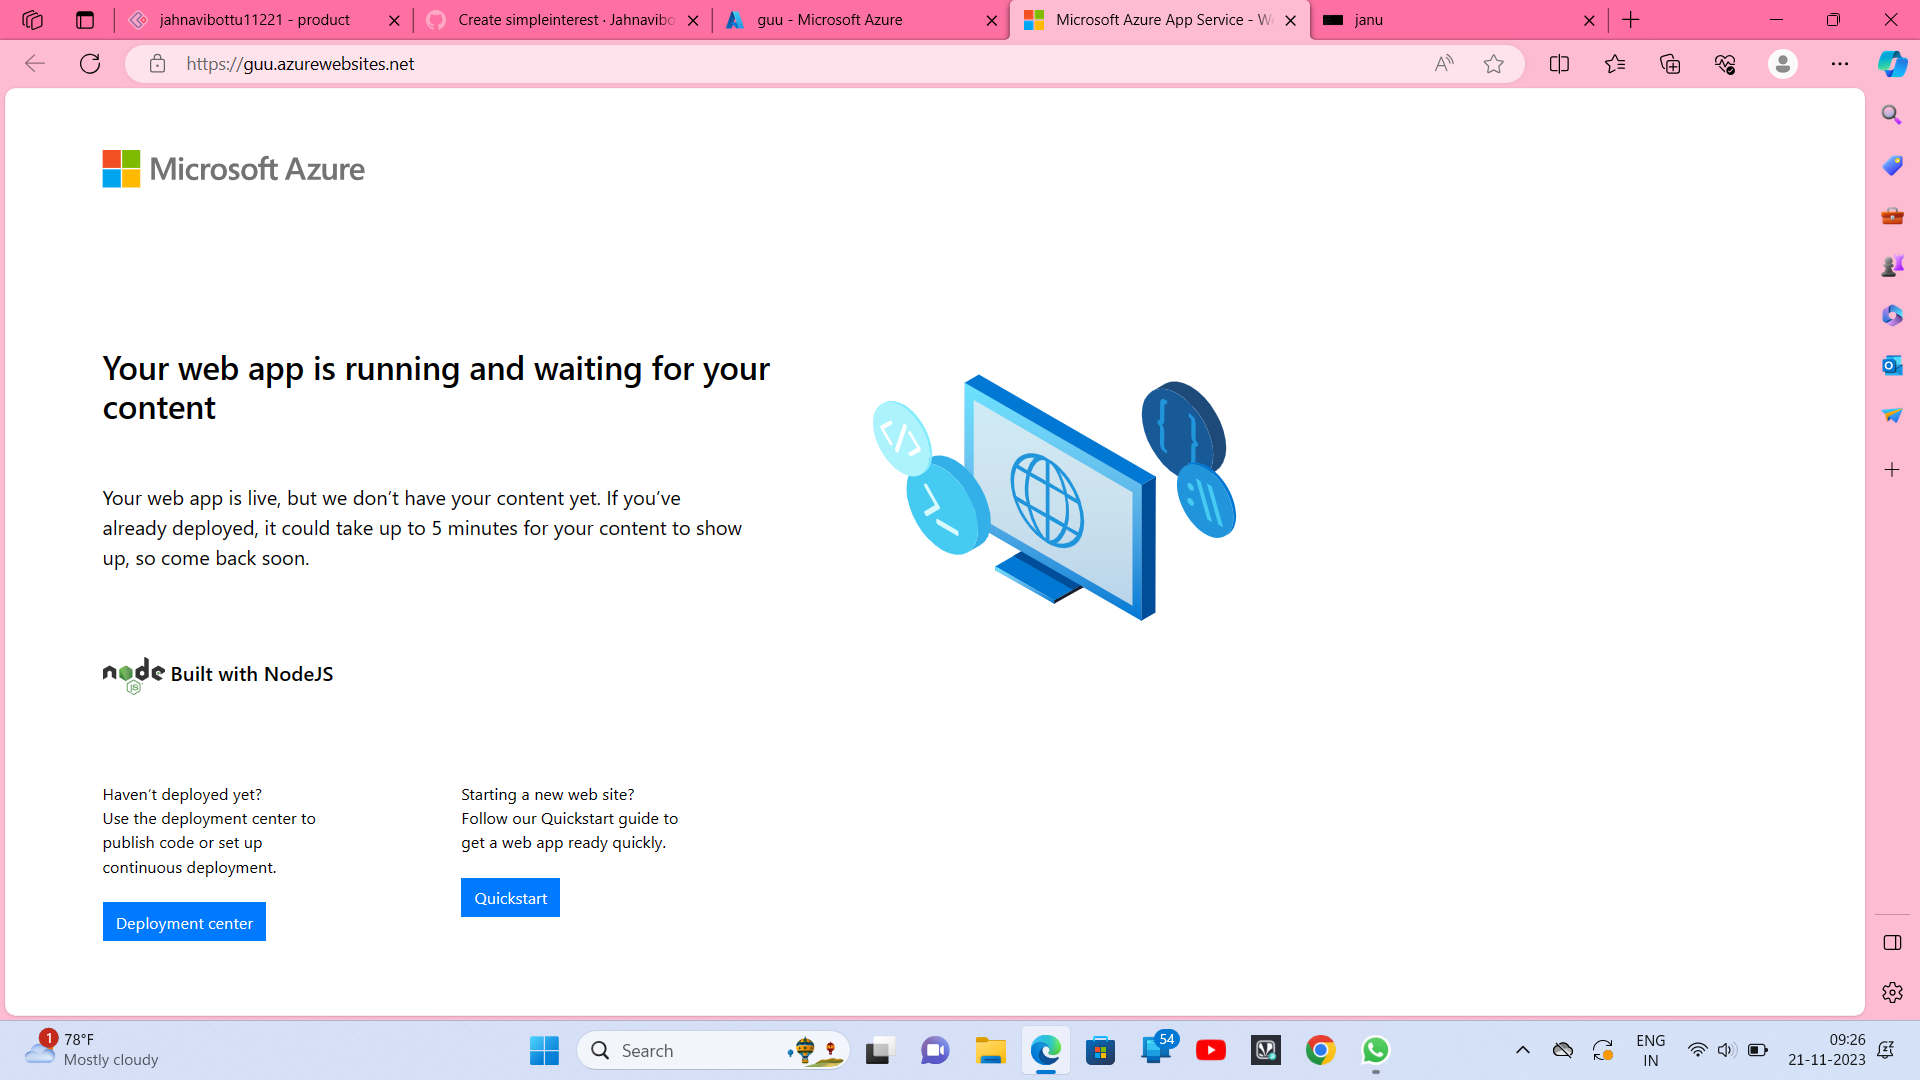 jahnavibottu11221 - product
Create simpleinterest · Jahnavibo
guu - Microsoft Azure
Microsoft Azure App Service - We
janu
https://guu.azurewebsites.net
Microsoft Azure
Your web app is running and waiting for your
content
Your web app is live, but we don’t have your content yet. If you’ve
already deployed, it could take up to 5 minutes for your content to show
up, so come back soon.
node
JS
Built with NodeJS
Haven’t deployed yet?
Use the deployment center to
publish code or set up
continuous deployment.
Deployment center
Starting a new web site?
Follow our Quickstart guide to
get a web app ready quickly.
Quickstart
1
78°F
Mostly cloudy
Search
54
ENG
IN
09:26
21-11-2023